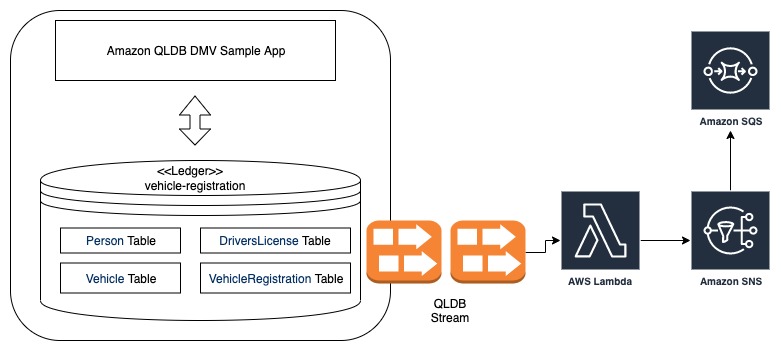 Amazon QLDB DMV Sample App
<<Ledger>>
vehicle-registration
Person Table
DriversLicense Table
Vehicle Table
VehicleRegistration Table
QLDB
Stream
AWS Lambda
Amazon SQS
Amazon SNS